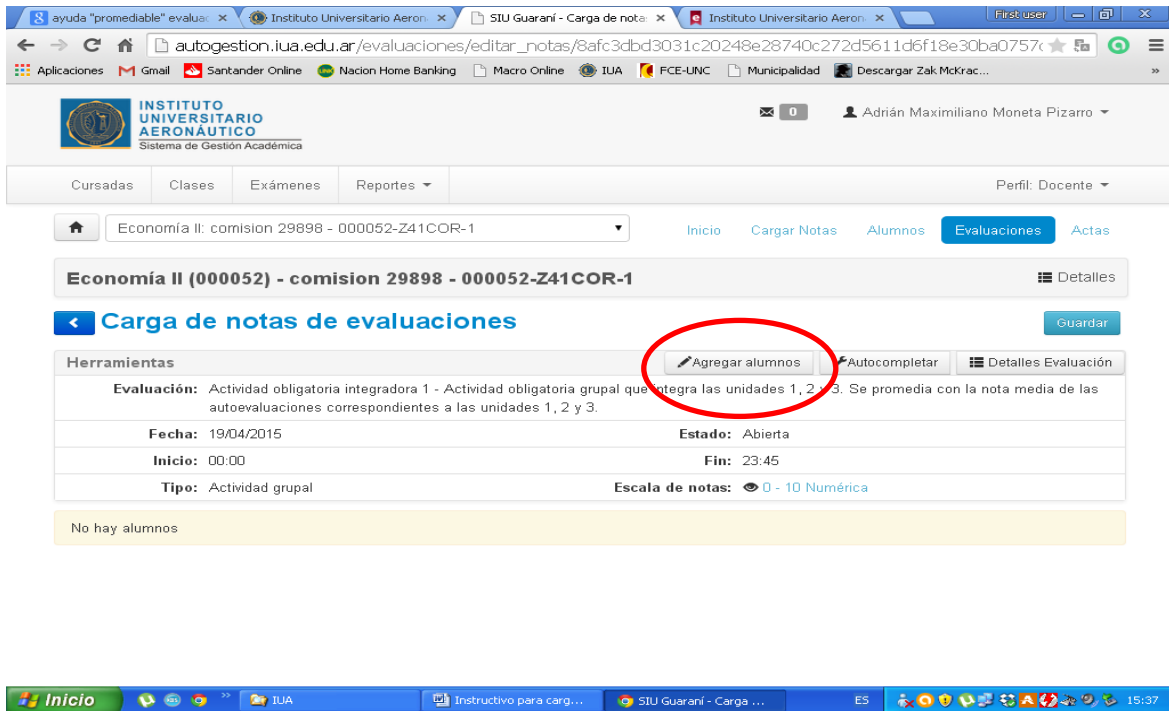 ayuda "promediable" evaluac
Instituto Universitario Aeron
SIU Guaraní - Carga de notas
Instituto Universitario Aeron
First user
autogestion.iua.edu.ar/evaluaciones/editar_notas/8afc3dbd3031c20248e28740c272d5611d6f18e30ba0757c
Aplicaciones Gmail Santander Online Nacion Home Banking Macro Online IUA FCE-UNC Municipalidad Descargar Zak McKrac... »
INSTITUTO
UNIVERSITARIO
AERONÁUTICO
Sistema de Gestión Académica
0 Adrián Maximiliano Moneta Pizarro
Cursadas Clases Exámenes Reportes Perfil: Docente
Economía II: comision 29898 - 000052-Z41COR-1 Inicio Cargar Notas Alumnos Evaluaciones Actas
Economía II (000052) - comision 29898 - 000052-Z41COR-1 Detalles
Carga de notas de evaluaciones Guardar
Herramientas Agregar alumnos Autocompletar Detalles Evaluación
Evaluación: Actividad obligatoria integradora 1 - Actividad obligatoria grupal que integra las unidades 1, 2 y 3. Se promedia con la nota media de las
autoevaluaciones correspondientes a las unidades 1, 2 y 3.
Fecha: 19/04/2015 Estado: Abierta
Inicio: 00:00 Fin: 23:45
Tipo: Actividad grupal Escala de notas: 0 - 10 Numérica
No hay alumnos
Inicio » IUA Instructivo para carg... SIU Guaraní - Carga ... ES 15:37